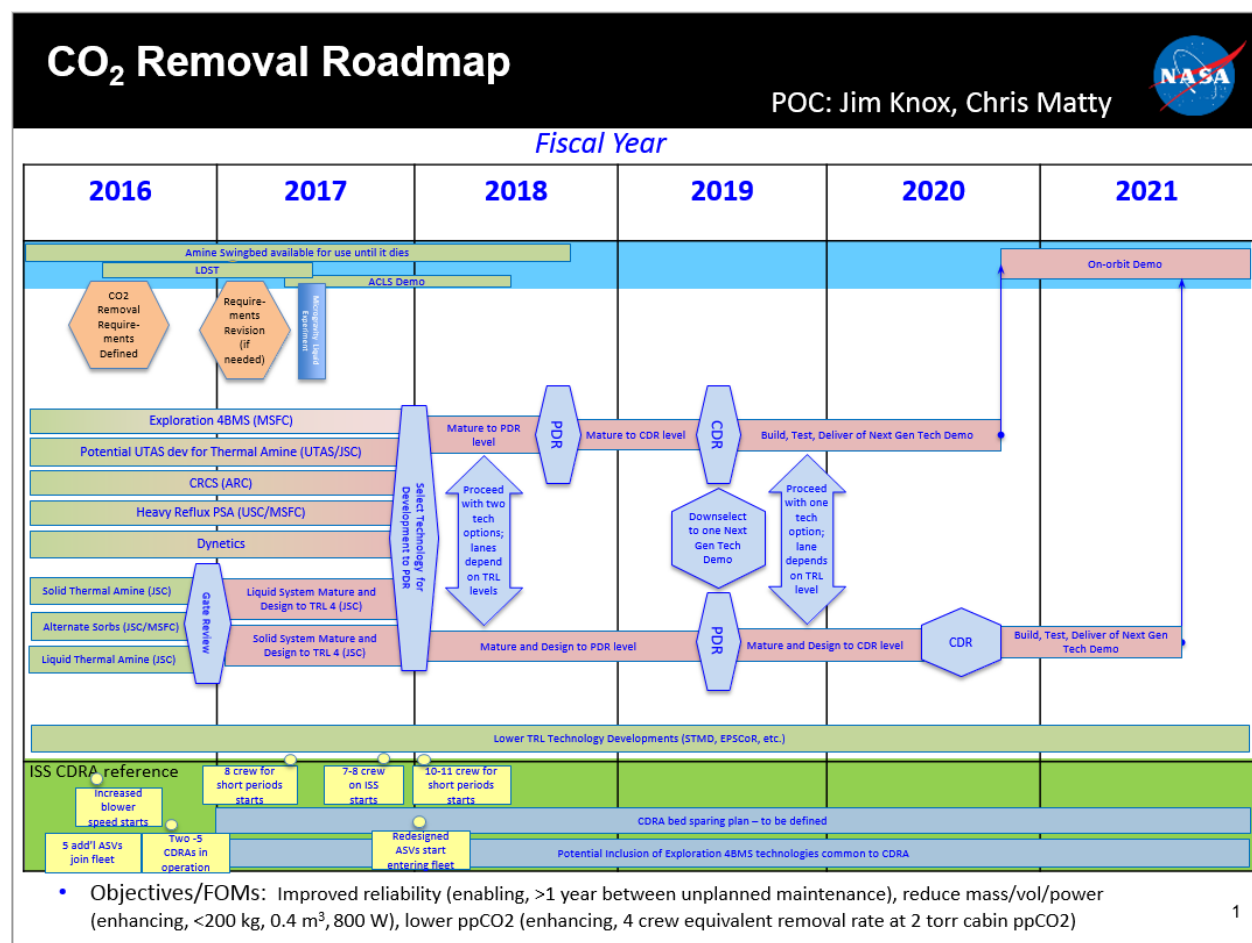 CO₂ Removal Roadmap
POC: Jim Knox, Chris Matty
NASA
Fiscal Year
2016
2017
2018
2019
2020
2021
Amine Swingbed available for use until it dies
LDST
ACLS Demo
On-orbit Demo
CO2
Removal
Require-
ments
Defined
Require-
ments
Revision
(if
needed)
Microgravity Liquid
Experiment
Exploration 4BMS (MSFC)
Potential UTAS dev for Thermal Amine (UTAS/JSC)
CRCS (ARC)
Heavy Reflux PSA (USC/MSFC)
Dynetics
Solid Thermal Amine (JSC)
Alternate Sorbs (JSC/MSFC)
Liquid Thermal Amine (JSC)
Gate Review
Liquid System Mature and
Design to TRL 4 (JSC)
Solid System Mature and
Design to TRL 4 (JSC)
Select Technology for
Development to PDR
Mature to PDR
level
PDR
Mature to CDR level
CDR
Build, Test, Deliver of Next Gen Tech Demo
Proceed
with two
tech
options;
lanes
depend
on TRL
levels
Downselect
to one Next
Gen Tech
Demo
Proceed
with one
tech
option;
lane
depends
on TRL
level
Mature and Design to PDR level
PDR
Mature and Design to CDR level
CDR
Build, Test, Deliver of Next Gen
Tech Demo
Lower TRL Technology Developments (STMD, EPSCoR, etc.)
ISS CDRA reference
Increased
blower
speed starts
8 crew for
short periods
starts
7-8 crew
on ISS
starts
10-11 crew for
short periods
starts
CDRA bed sparing plan – to be defined
5 add'l ASVs
join fleet
Two -5
CDRAs in
operation
Redesigned
ASVs start
entering fleet
Potential Inclusion of Exploration 4BMS technologies common to CDRA
• Objectives/FOMs: Improved reliability (enabling, >1 year between unplanned maintenance), reduce mass/vol/power
(enhancing, <200 kg, 0.4 m³, 800 W), lower ppCO2 (enhancing, 4 crew equivalent removal rate at 2 torr cabin ppCO2)
1